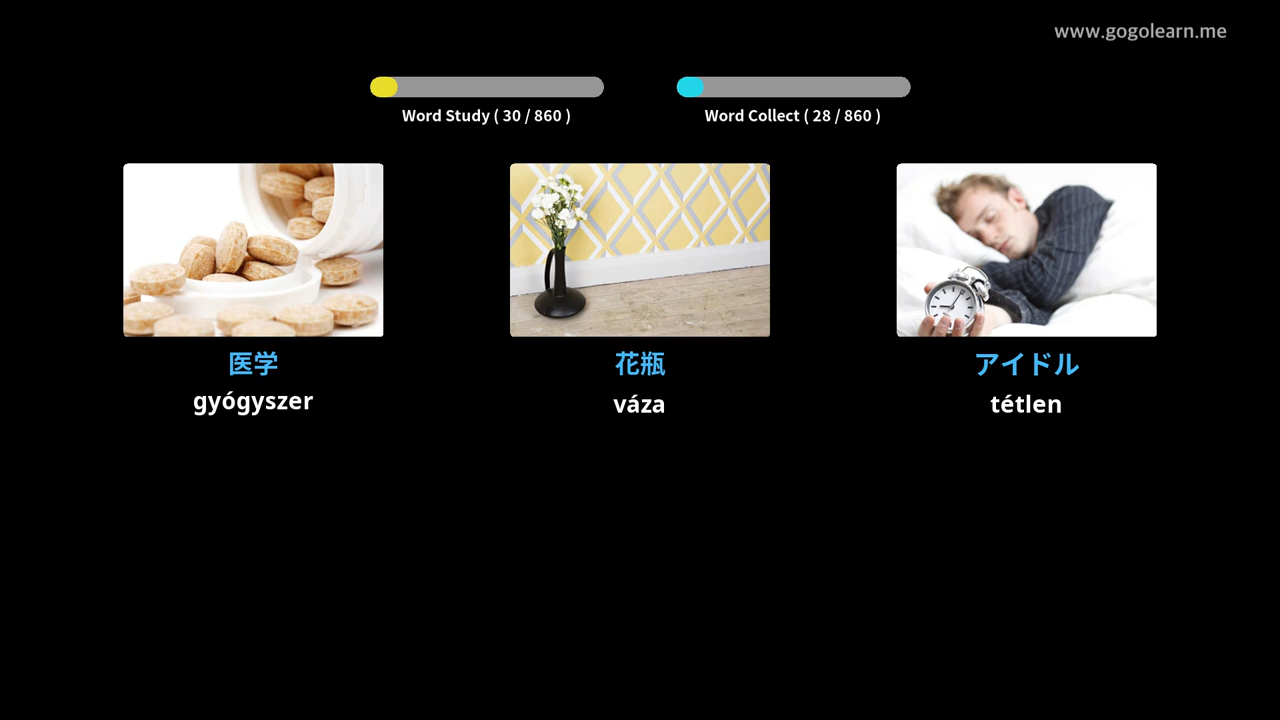 www.gogolearn.me
Word Study ( 30 / 860 )
Word Collect ( 28 / 860 )
医学
花瓶
アイドル
gyógyszer
váza
tétlen